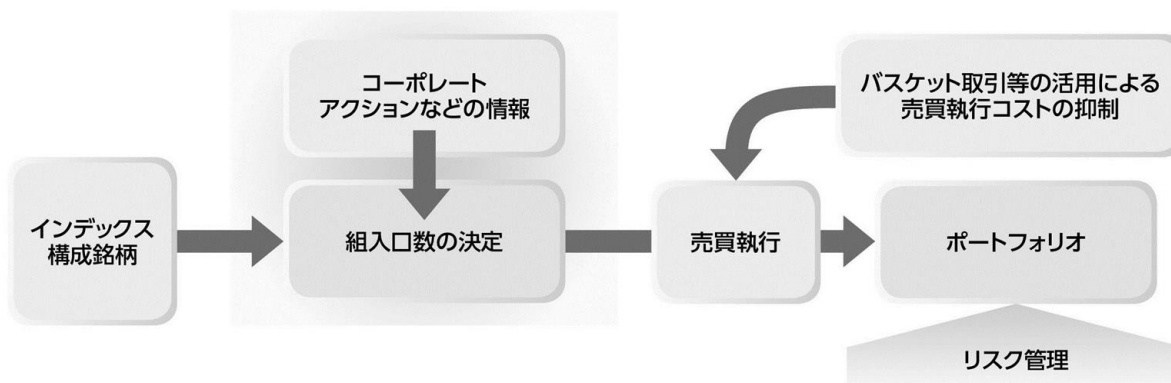 コーポレート
アクションなどの情報
バスケット取引等の活用による
売買執行コストの抑制
インデックス
構成銘柄
組入口数の決定
売買執行
ポートフォリオ
リスク管理